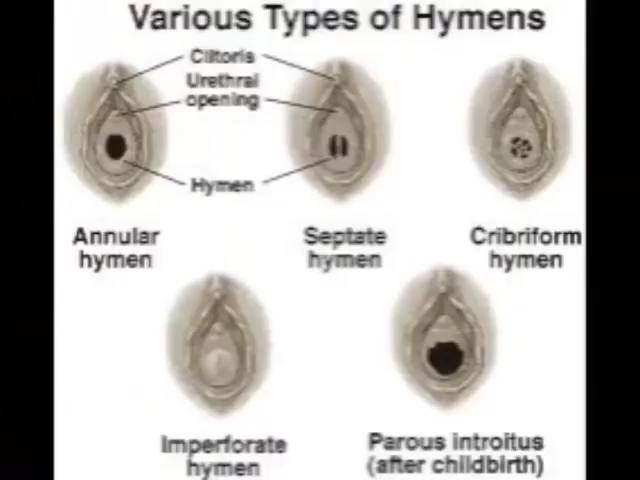 Various Types of Hymens
Clitoris
Urethral
opening
Hymen
Annular
hymen
Septate
hymen
Cribriform
hymen
Imperforate
hymen
Parous introitus
(after childbirth)